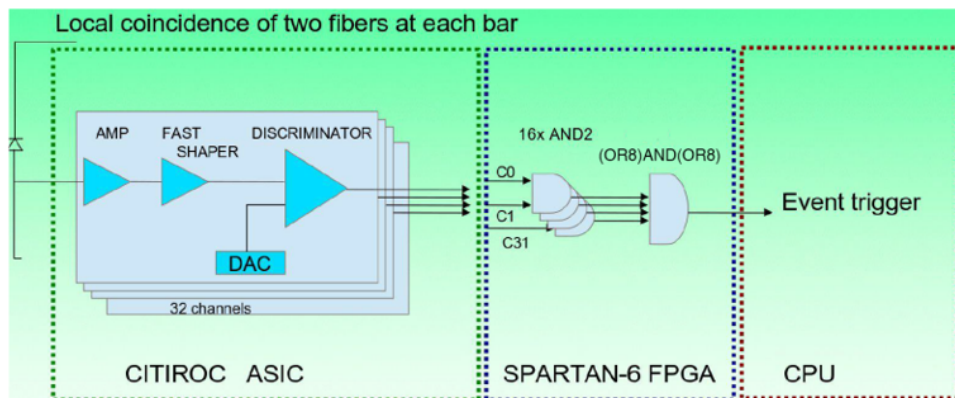 Local coincidence of two fibers at each bar
AMP
FAST
SHAPER
DISCRIMINATOR
DAC
32 channels
CITIROC ASIC
C0
C1
C31
16x AND2
(OR8)AND(OR8)
SPARTAN-6 FPGA
Event trigger
CPU